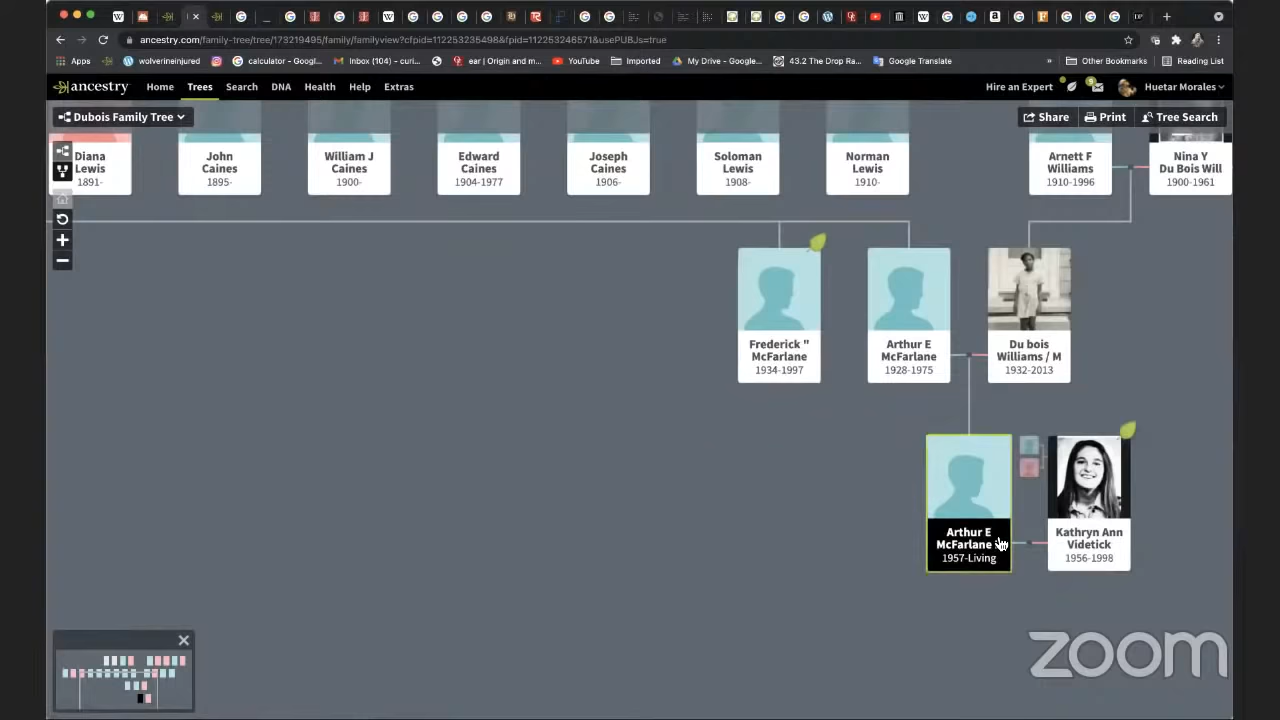 ancestry.com/family-tree/tree/173219495/family/familyview?cfpid=112253235498&fpid=112253246571&usePUBJs=true
Apps wolverineinjured calculator - Googl... Inbox (104) - curi... ear | Origin and m... YouTube Imported My Drive - Google... 43.2 The Drop Ra... Google Translate Other Bookmarks Reading List
ancestry Home Trees Search DNA Health Help Extras Hire an Expert Huetar Morales
Dubois Family Tree Share Print Tree Search
Diana
Lewis
1891-
John
Caines
1895-
William J
Caines
1900-
Edward
Caines
1904-1977
Joseph
Caines
1906-
Soloman
Lewis
1908-
Norman
Lewis
1910-
Arnett F
Williams
1910-1996
Nina Y
Du Bois Will
1900-1961
Frederick "
McFarlane
1934-1997
Arthur E
McFarlane
1928-1975
Du bois
Williams / M
1932-2013
Arthur E
McFarlane
1957-Living
Kathryn Ann
Videtick
1956-1998
zoom